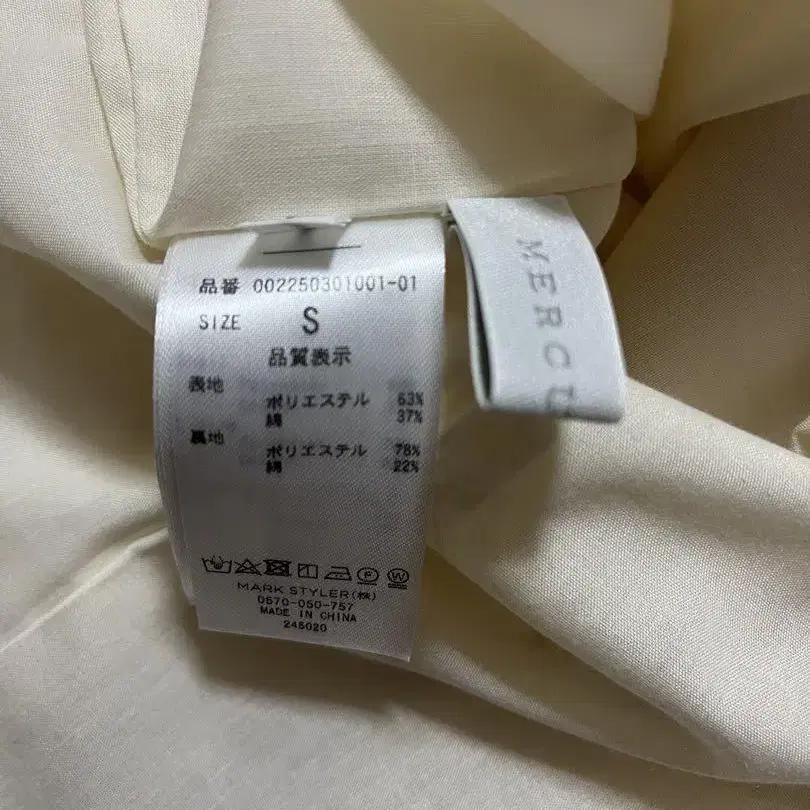 品番 002250301001-01
SIZE S
品質表示
表地
ポリエステル 63%
綿 37%
裏地
ポリエステル 78%
綿 22%
MARK STYLER(株)
0570-050-757
MADE IN CHINA
245020
MERCU